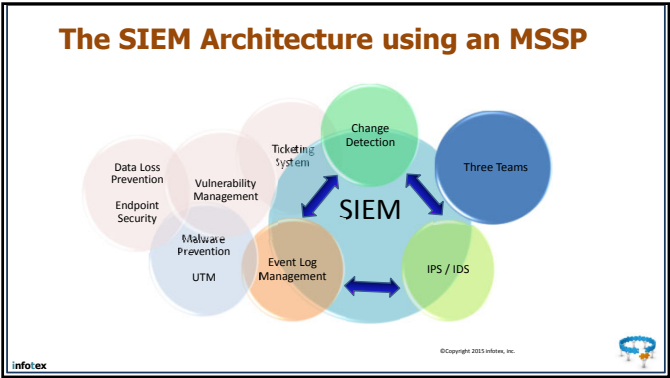 The SIEM Architecture using an MSSP
Change
Detection
Ticketing
System
Three Teams
Data Loss
Prevention
Endpoint
Security
Vulnerability
Management
SIEM
Malware
Prevention
UTM
Event Log
Management
IPS / IDS
©Copyright 2015 infotex, inc.
infotex